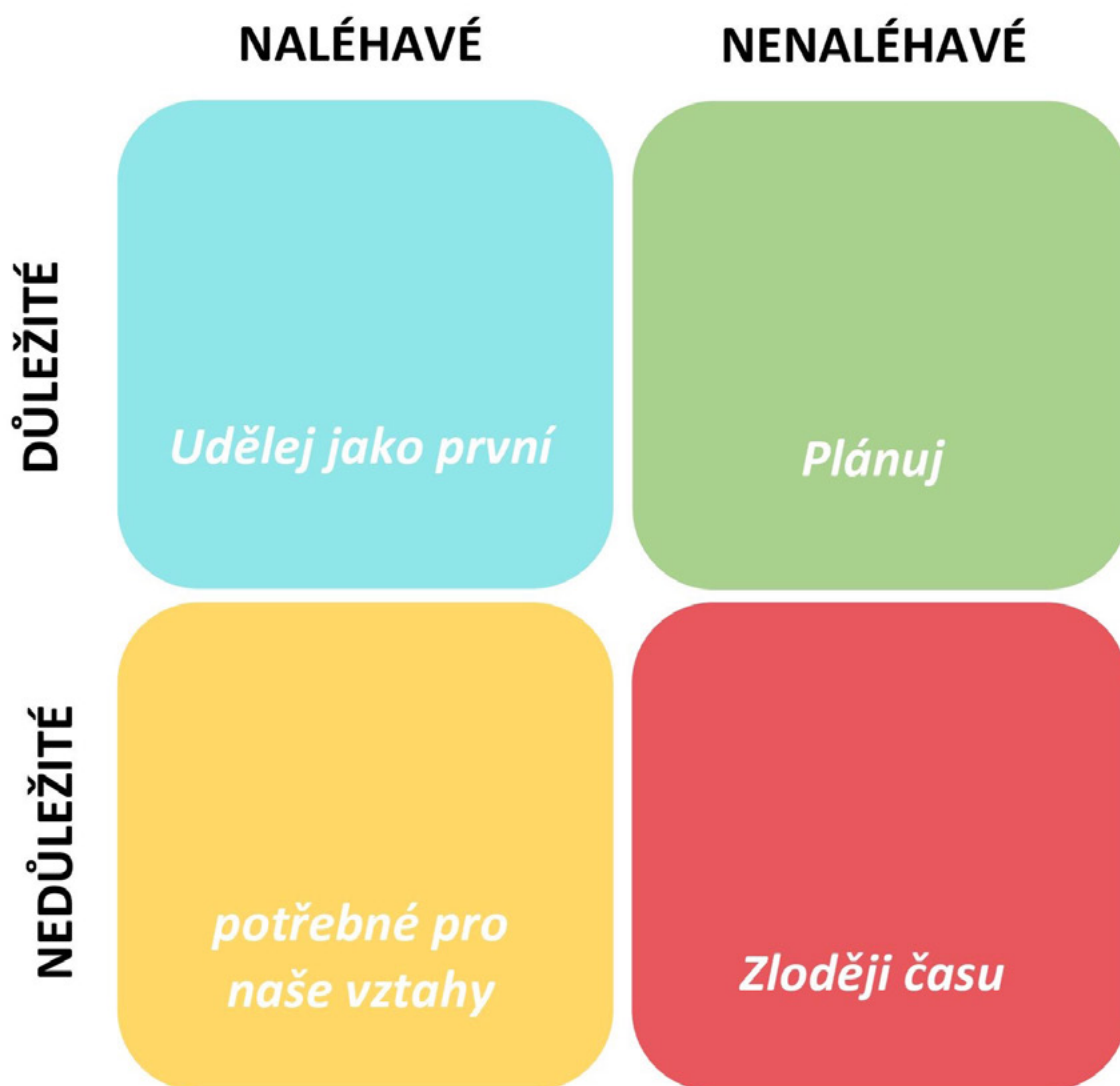 NALÉHAVÉ
NENALÉHAVÉ
DŮLEŽITÉ
Udělej jako první
Plánuj
NEDŮLEŽITÉ
potřebné pro
naše vztahy
Zloději času